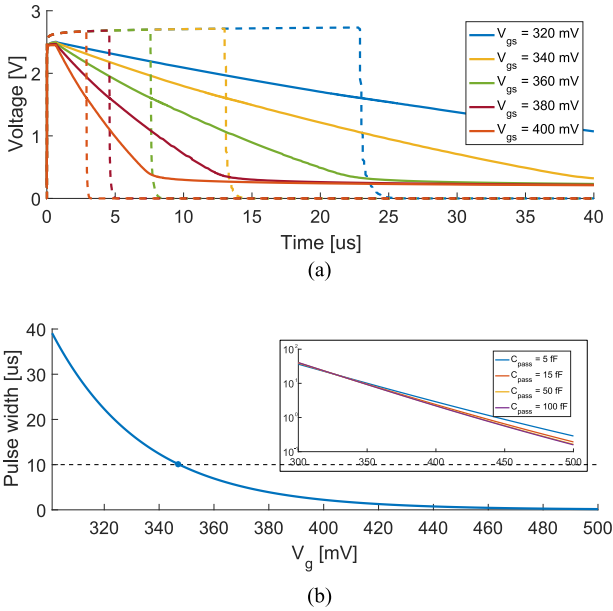 3
2
1
0
Voltage [V]
V_gs = 320 mV
V_gs = 340 mV
V_gs = 360 mV
V_gs = 380 mV
V_gs = 400 mV
0 5 10 15 20 25 30 35 40
Time [us]
(a)
40
30
20
10
0
Pulse width [us]
10^2
10^1
10^0
10^-1
C_pass = 5 fF
C_pass = 15 fF
C_pass = 50 fF
C_pass = 100 fF
300 350 400 450 500
320 340 360 380 400 420 440 460 480 500
V_g [mV]
(b)